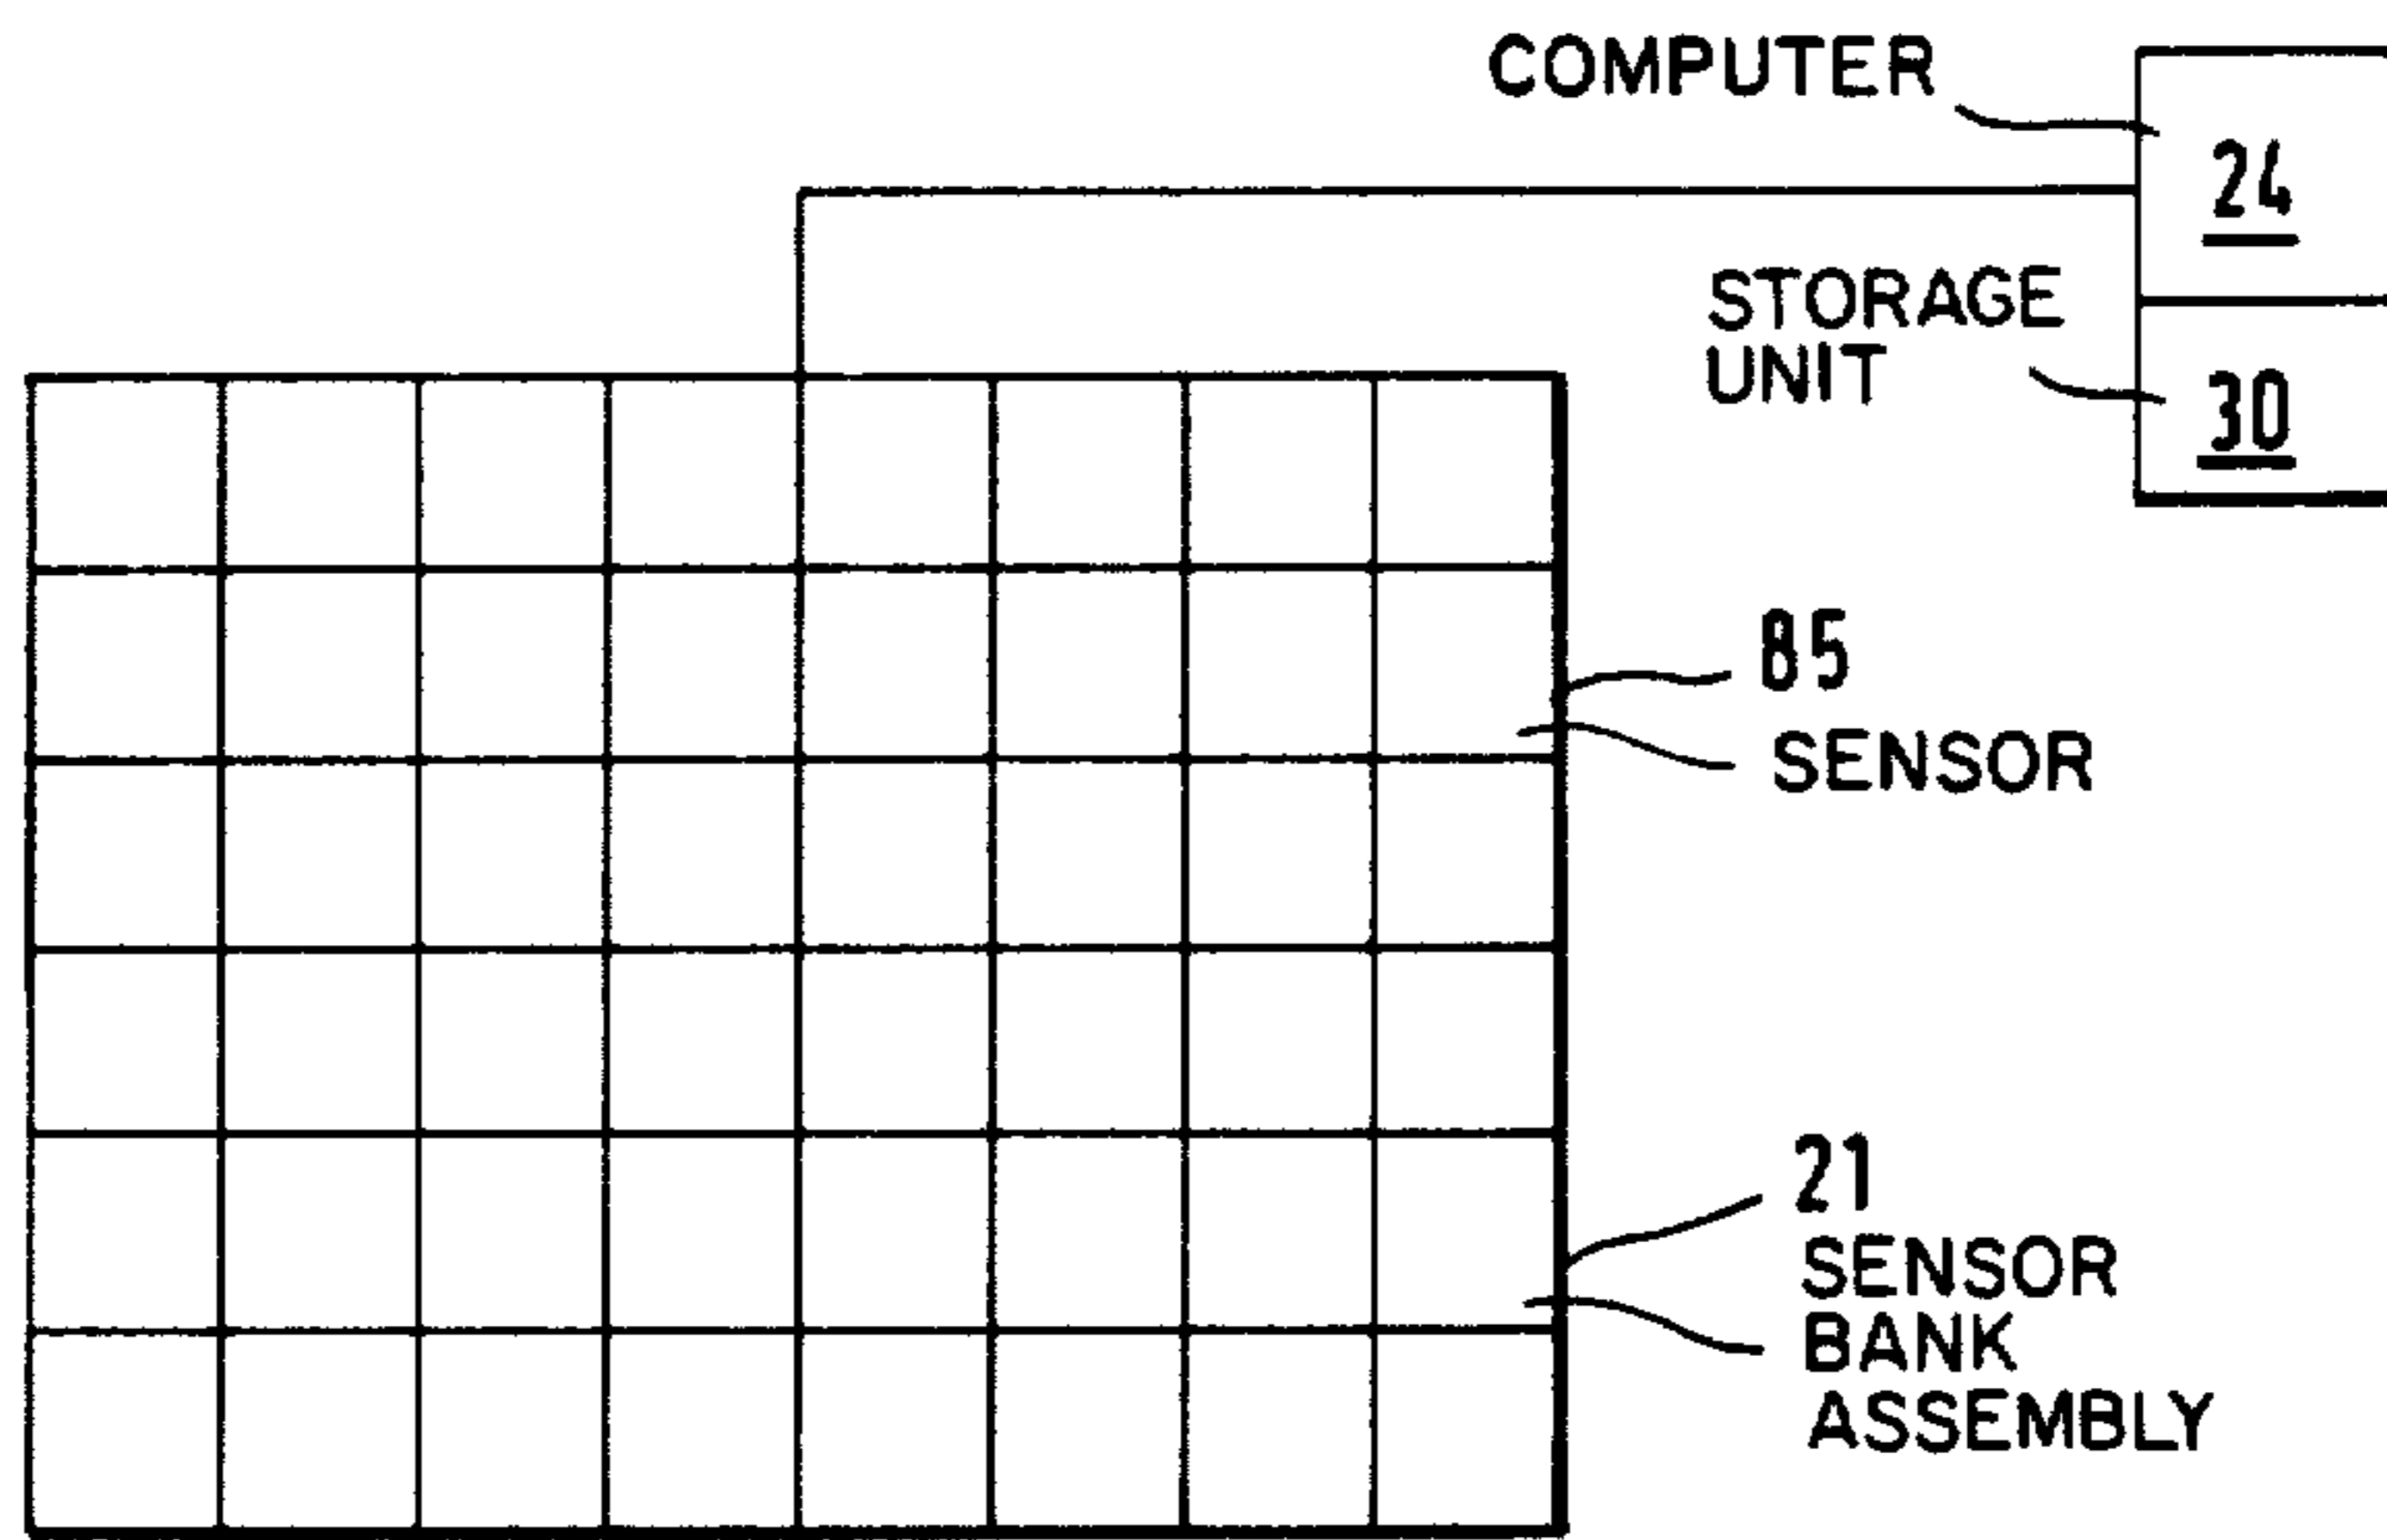 COMPUTER
24
STORAGE
UNIT
30
85
SENSOR
21
SENSOR
BANK
ASSEMBLY